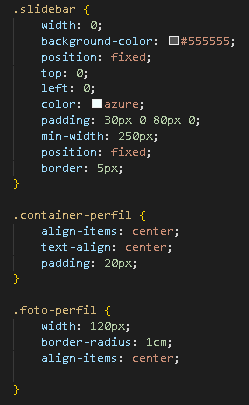 .slidebar {
width: 0;
background-color: #555555;
position: fixed;
top: 0;
left: 0;
color: azure;
padding: 30px 0 80px 0;
min-width: 250px;
position: fixed;
border: 5px;
}
.container-perfil {
align-items: center;
text-align: center;
padding: 20px;
}
.foto-perfil {
width: 120px;
border-radius: 1cm;
align-items: center;
}